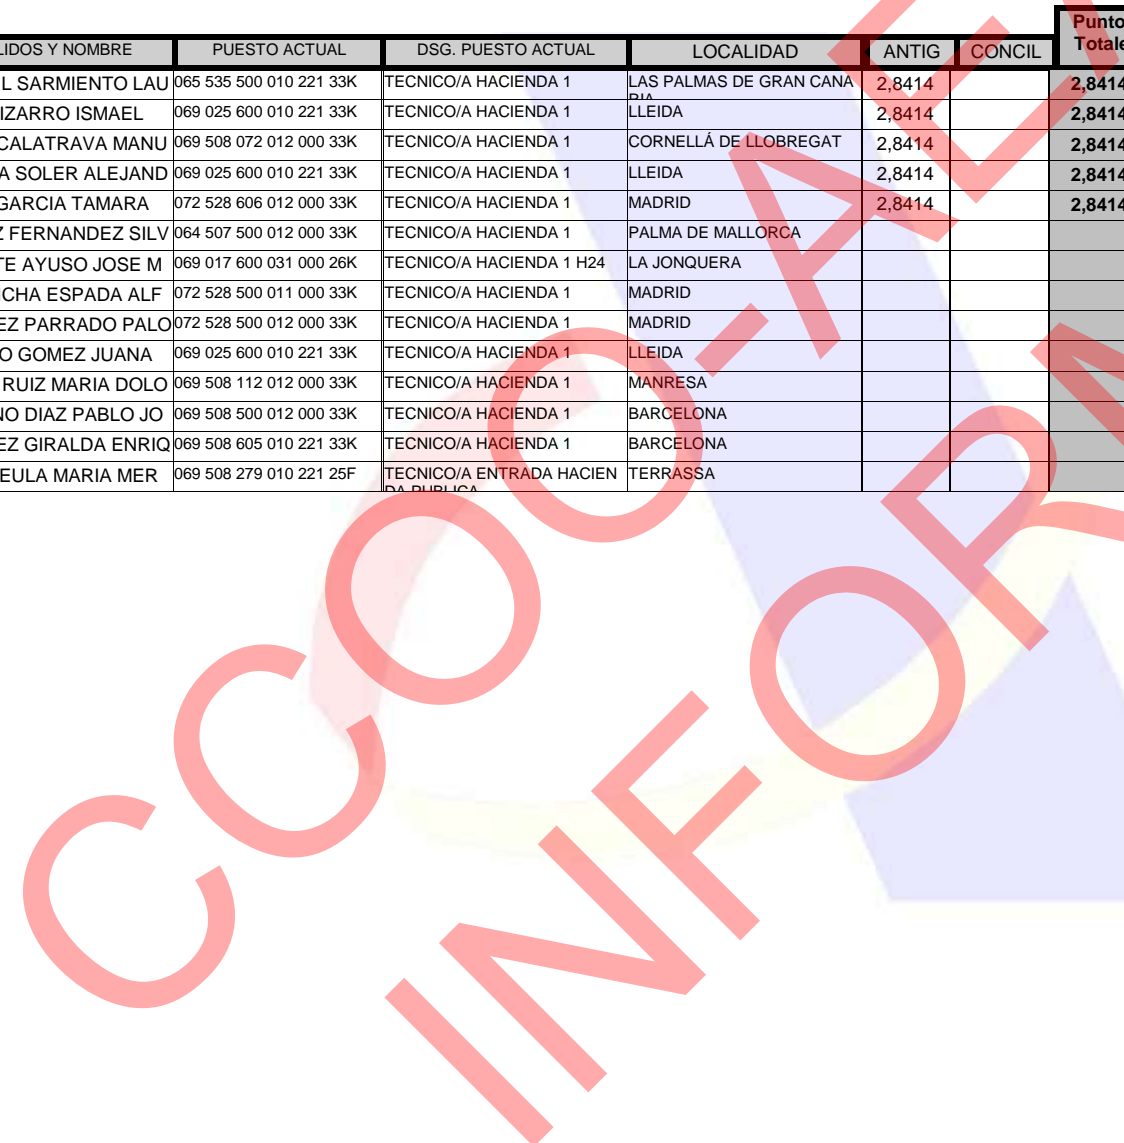 Punto
LIDOS Y NOMBRE PUESTO ACTUAL DSG. PUESTO ACTUAL LOCALIDAD ANTIG CONCIL Totale
L SARMIENTO LAU 065 535 500 010 221 33K TECNICO/A HACIENDA 1 LAS PALMAS DE GRAN CANA 2,8414 2,8414
RIA
IZARRO ISMAEL 069 025 600 010 221 33K TECNICO/A HACIENDA 1 LLEIDA 2,8414 2,8414
CALATRAVA MANU 069 508 072 012 000 33K TECNICO/A HACIENDA 1 CORNELLÁ DE LLOBREGAT 2,8414 2,8414
A SOLER ALEJAND 069 025 600 010 221 33K TECNICO/A HACIENDA 1 LLEIDA 2,8414 2,8414
GARCIA TAMARA 072 528 606 012 000 33K TECNICO/A HACIENDA 1 MADRID 2,8414 2,8414
Z FERNANDEZ SILV 064 507 500 012 000 33K TECNICO/A HACIENDA 1 PALMA DE MALLORCA
TE AYUSO JOSE M 069 017 600 031 000 26K TECNICO/A HACIENDA 1 H24 LA JONQUERA
CHA ESPADA ALF 072 528 500 011 000 33K TECNICO/A HACIENDA 1 MADRID
EZ PARRADO PALO 072 528 500 012 000 33K TECNICO/A HACIENDA 1 MADRID
O GOMEZ JUANA 069 025 600 010 221 33K TECNICO/A HACIENDA 1 LLEIDA
RUIZ MARIA DOLO 069 508 112 012 000 33K TECNICO/A HACIENDA 1 MANRESA
NO DIAZ PABLO JO 069 508 500 012 000 33K TECNICO/A HACIENDA 1 BARCELONA
EZ GIRALDA ENRIQ 069 508 605 010 221 33K TECNICO/A HACIENDA 1 BARCELONA
EULA MARIA MER 069 508 279 010 221 25F TECNICO/A ENTRADA HACIEN TERRASSA
DA PUBLICA
CCOO-AE
INFORM